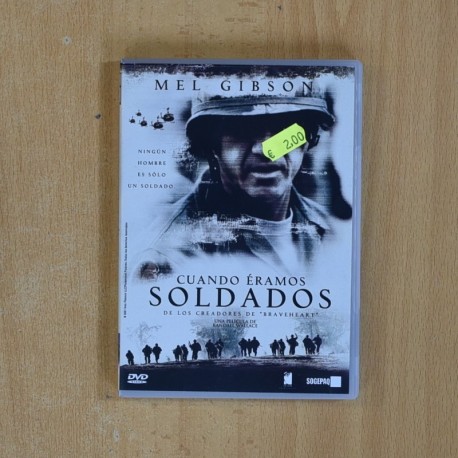 MEL GIBSON
€ 2.00
NINGÚN
HOMBRE
ES SÓLO
UN SOLDADO
CUANDO ÉRAMOS
SOLDADOS
DE LOS CREADORES DE "BRAVEHEART"
UNA PELÍCULA DE
RANDALL WALLACE
DVD
SOGEPAQ